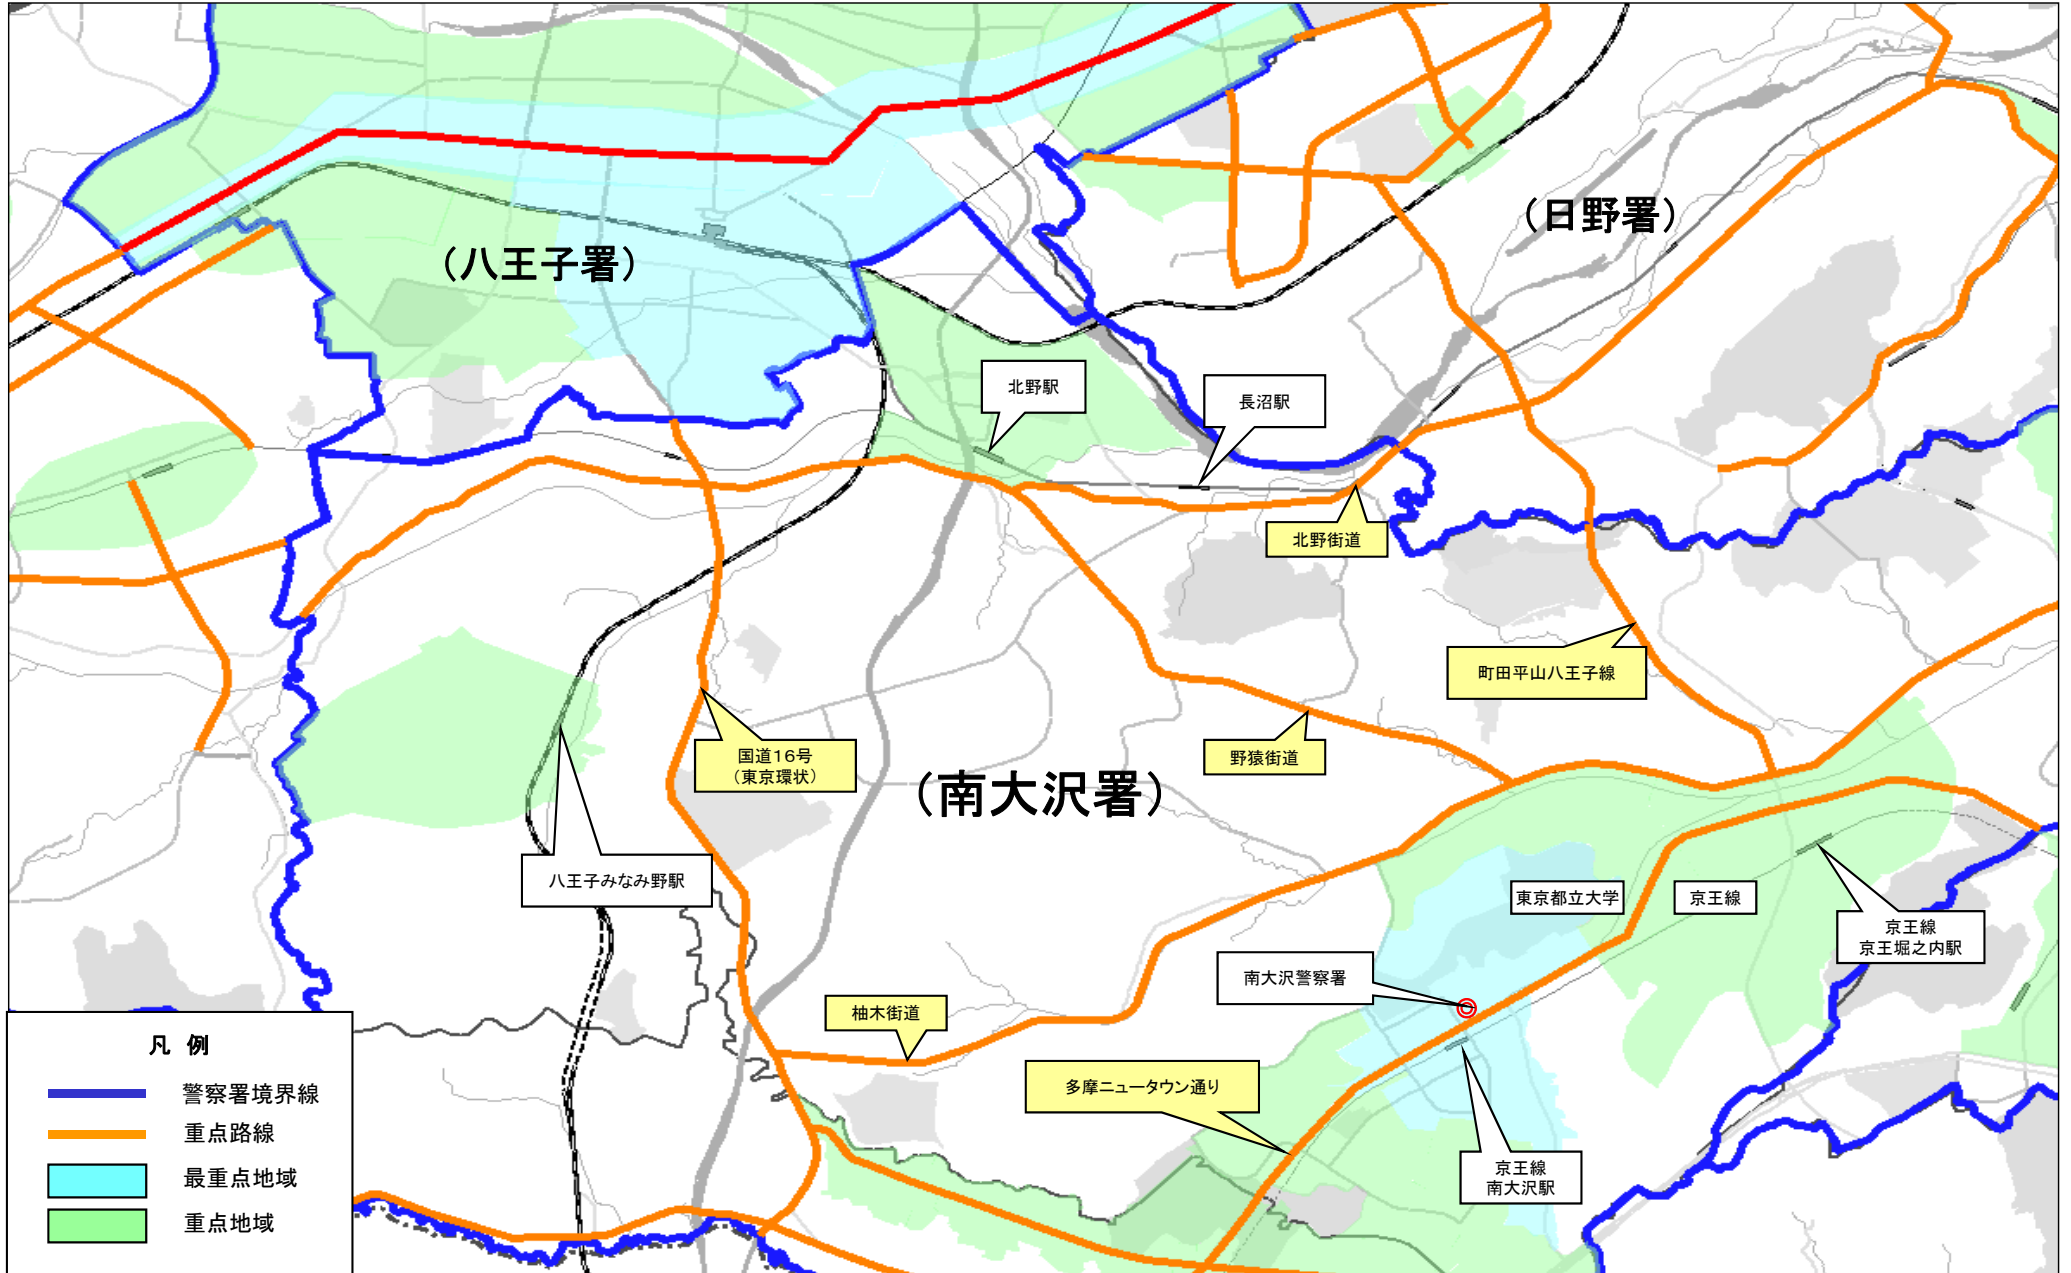 （日野署）
（八王子署）
北野駅
長沼駅
北野街道
町田平山八王子線
国道16号
（東京環状）
野猿街道
（南大沢署）
八王子みなみ野駅
東京都立大学
京王線
京王線
京王堀之内駅
南大沢警察署
柚木街道
多摩ニュータウン通り
京王線
南大沢駅
凡 例
警察署境界線
重点路線
最重点地域
重点地域